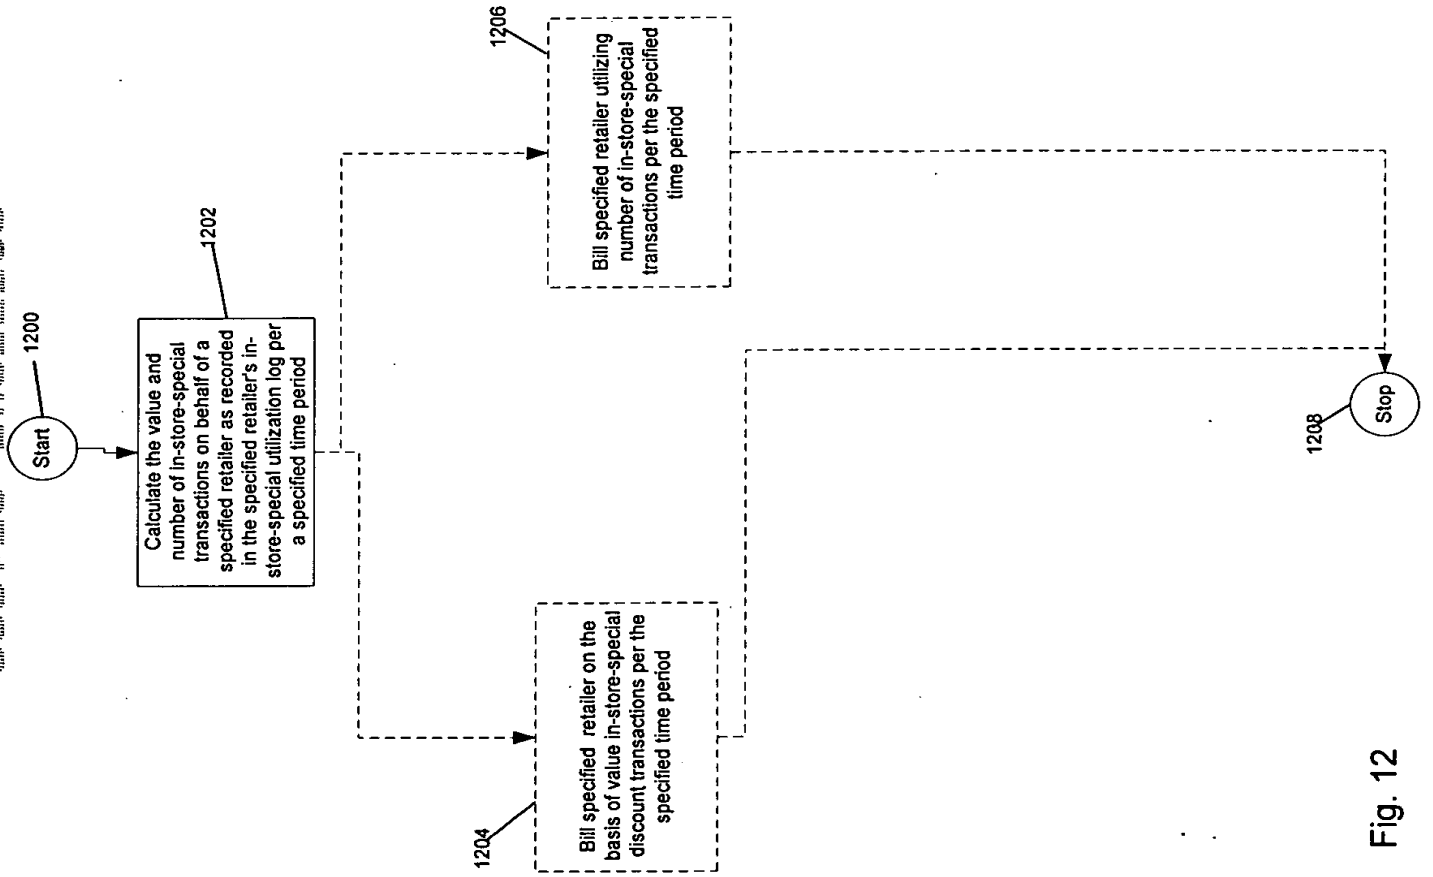 Start
1200
Calculate the value and
number of in-store-special
transactions on behalf of a
specified retailer as recorded
in the specified retailer's in-
store-special utilization log per
a specified time period
1202
Bill specified retailer on the
basis of value in-store-special
discount transactions per the
specified time period
1204
Bill specified retailer utilizing
number of in-store-special
transactions per the specified
time period
1206
Stop
1208
Fig. 12